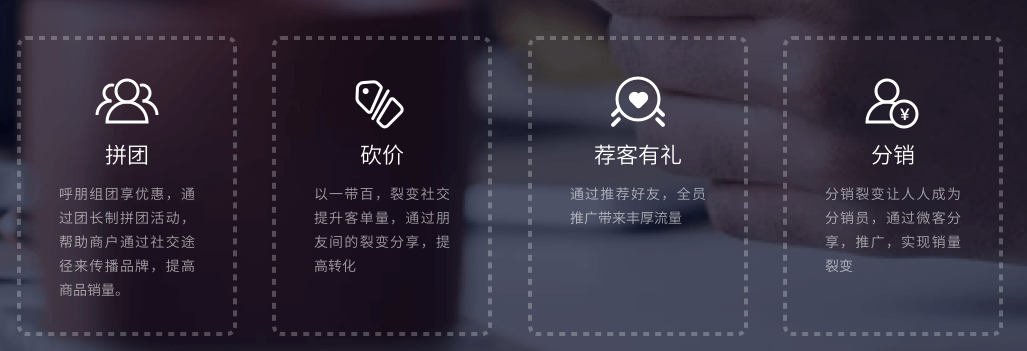 拼团
呼朋组团享优惠，通
过团长制拼团活动，
帮助商户通过社交途
径来传播品牌，提高
商品销量。
砍价
以一带百，裂变社交
提升客单量，通过朋
友间的裂变分享，提
高转化
荐客有礼
通过推荐好友，全员
推广带来丰厚流量
¥
分销
分销裂变让人人成为
分销员，通过微客分
享，推广，实现销量
裂变